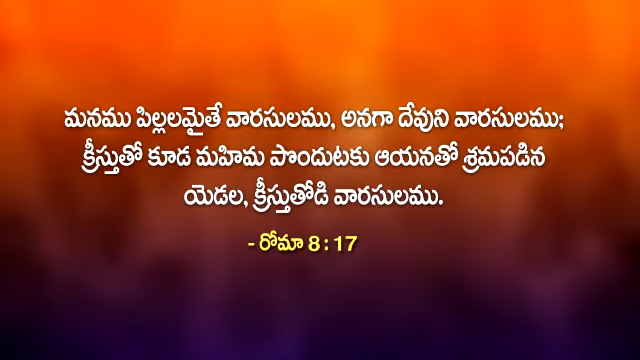 మనము పిల్లలమైతే వారసులము, అనగా దేవుని వారసులము;
క్రీస్తుతో కూడ మహిమ పొందుటకు ఆయనతో శ్రమపడిన
యెడల, క్రీస్తుతోడి వారసులము.
- రోమా 8 : 17